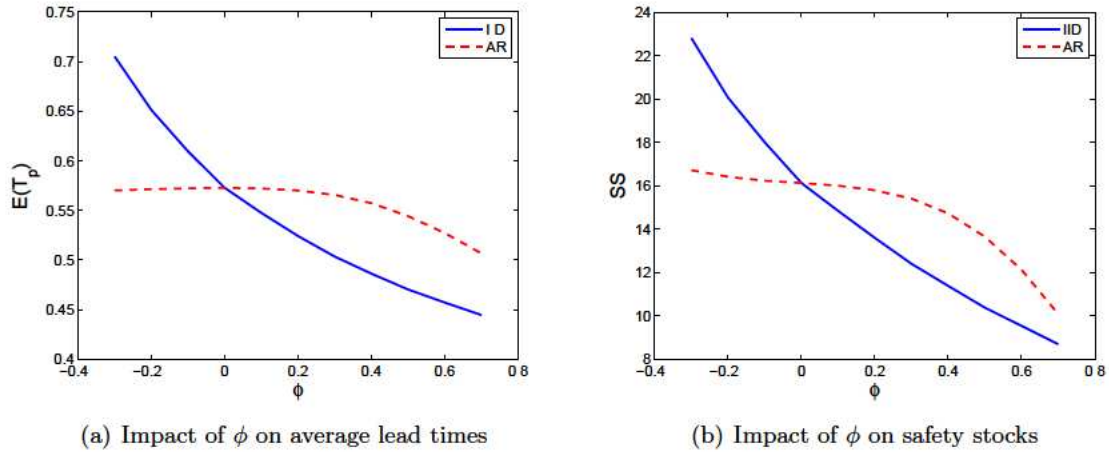 0.75
0.7
0.65
0.6
0.55
0.5
0.45
0.4
E(Tp)
−0.4 −0.2 0 0.2 0.4 0.6 0 8
ϕ
I D
AR
(a) Impact of ϕ on average lead times
24
22
20
18
16
14
12
10
8
SS
−0.4 −0.2 0 0.2 0.4 0.6 0 8
ϕ
IID
AR
(b) Impact of ϕ on safety stocks